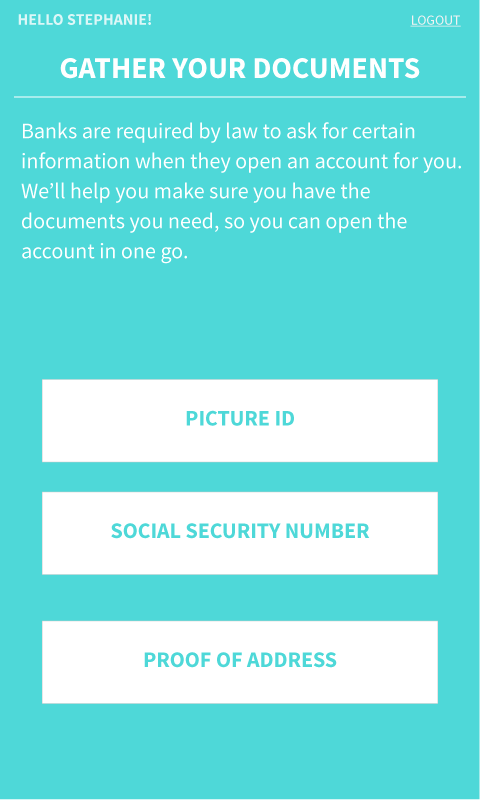 HELLO STEPHANIE!
LOGOUT
GATHER YOUR DOCUMENTS
Banks are required by law to ask for certain
information when they open an account for you.
We’ll help you make sure you have the
documents you need, so you can open the
account in one go.
PICTURE ID
SOCIAL SECURITY NUMBER
PROOF OF ADDRESS